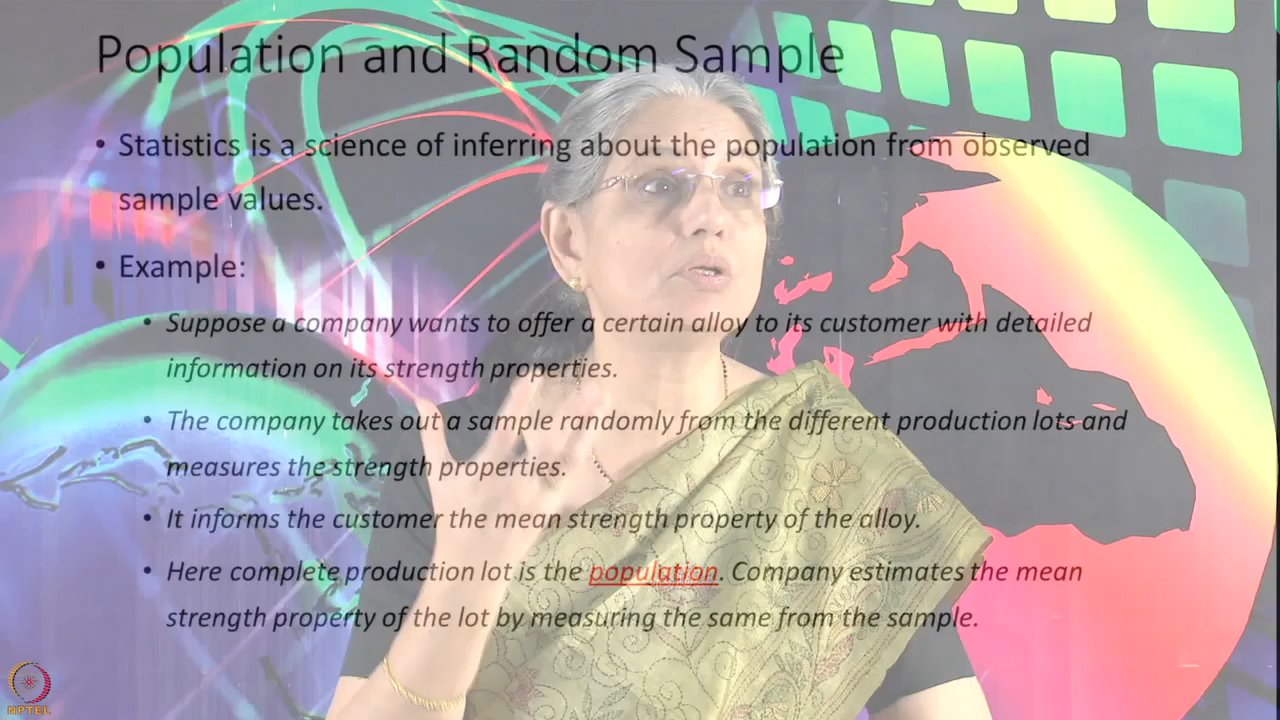 Population and Random Sample
• Statistics is a science of inferring about the population from observed
sample values.
• Example:
• Suppose a company wants to offer a certain alloy to its customer with detailed
information on its strength properties.
• The company takes out a sample randomly from the different production lots and
measures the strength properties.
• It informs the customer the mean strength property of the alloy.
• Here complete production lot is the population. Company estimates the mean
strength property of the lot by measuring the same from the sample.
NPTEL